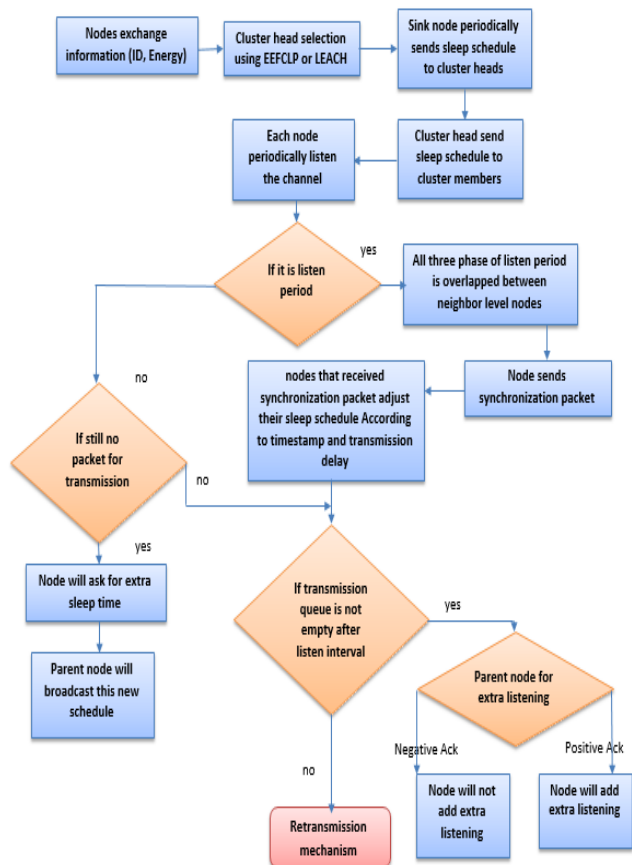 Nodes exchange
information (ID, Energy)
Cluster head selection
using EEFCLP or LEACH
Sink node periodically
sends sleep schedule
to cluster heads
Each node
periodically listen
the channel
Cluster head send
sleep schedule to
cluster members
If it is listen
period
yes
All three phase of listen period
is overlapped between
neighbor level nodes
no
nodes that received
synchronization packet adjust
their sleep schedule According
to timestamp and transmission
delay
Node sends
synchronization packet
If still no
packet for
transmission
no
yes
Node will ask for extra
sleep time
Parent node will
broadcast this new
schedule
If transmission
queue is not
empty after
listen interval
yes
Parent node for
extra listening
Negative Ack
Positive Ack
no
Node will not
add extra
listening
Node will add
extra listening
Retransmission
mechanism